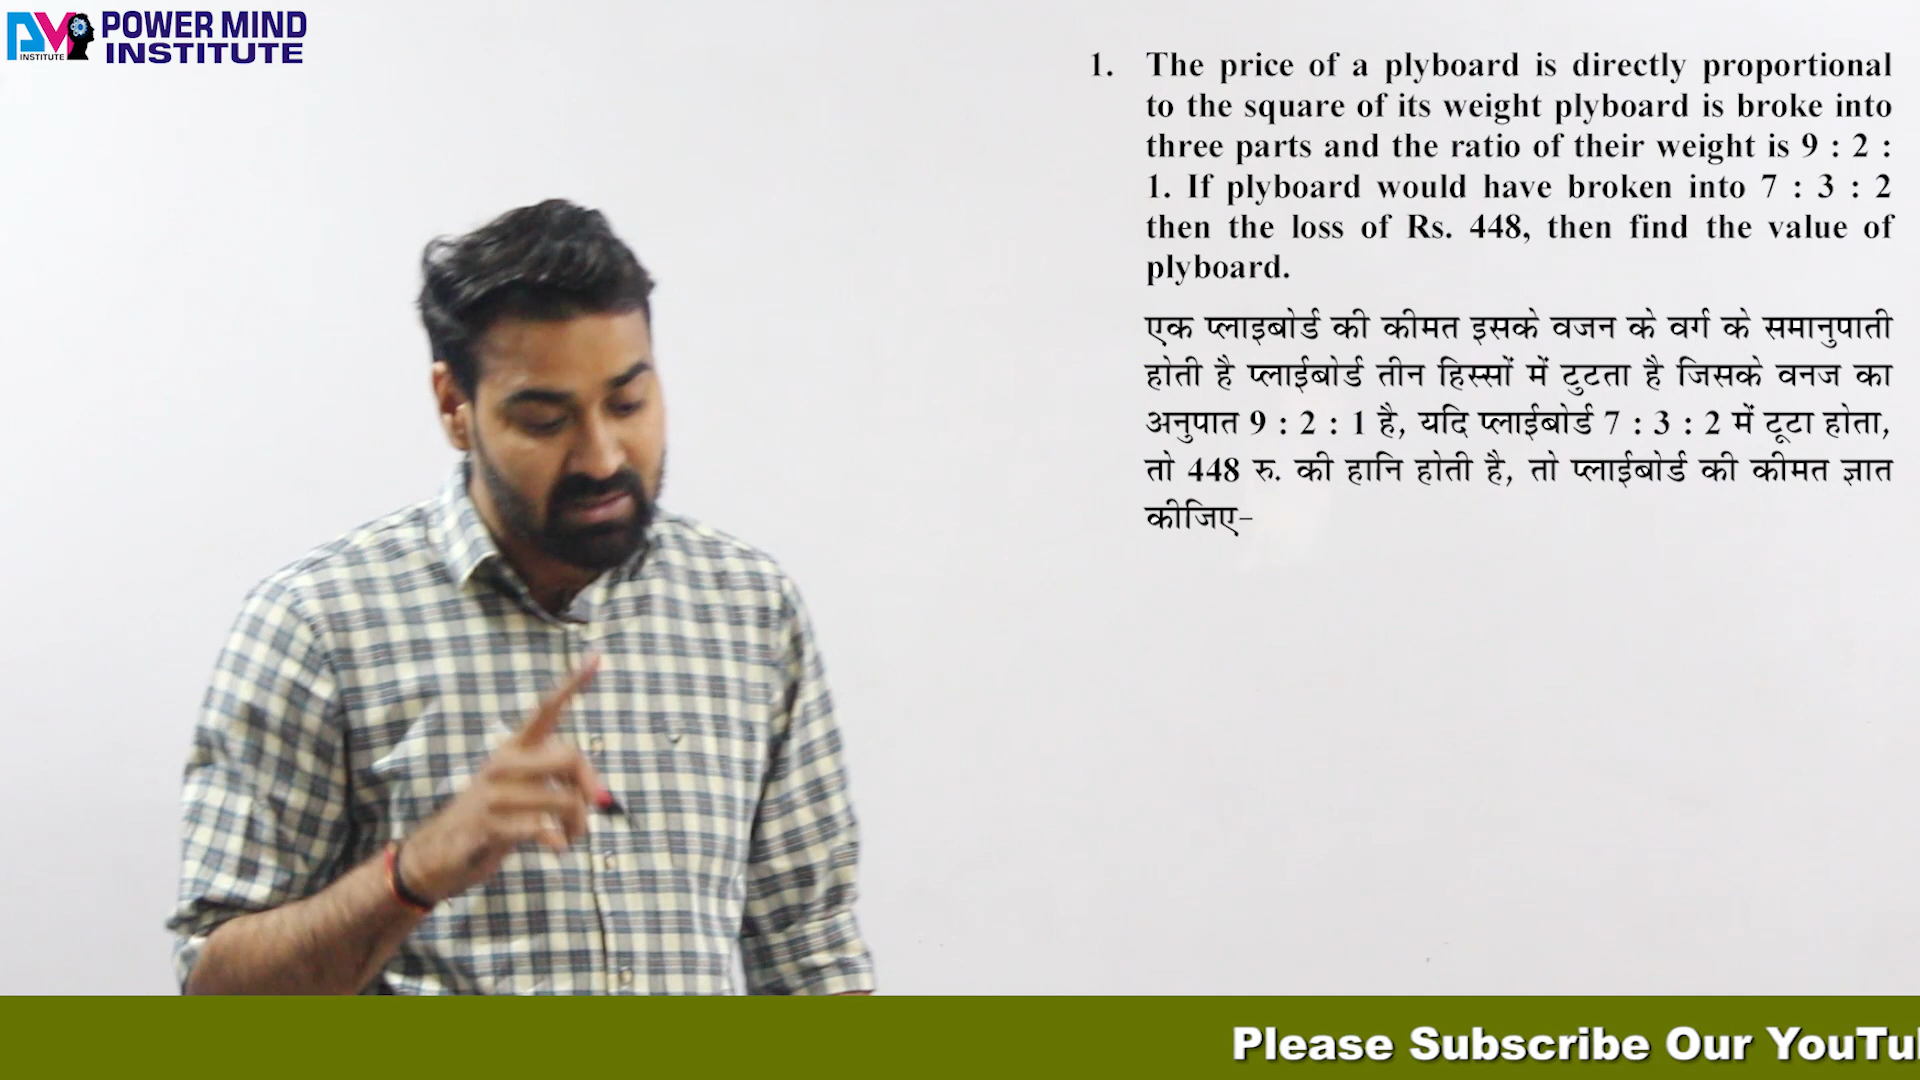 POWER MIND
INSTITUTE
INSTITUTE
1. The price of a plyboard is directly proportional
to the square of its weight plyboard is broke into
three parts and the ratio of their weight is 9 : 2 :
1. If plyboard would have broken into 7 : 3 : 2
then the loss of Rs. 448, then find the value of
plyboard.
एक प्लाइबोर्ड की कीमत इसके वजन के वर्ग के समानुपाती
होती है प्लाईबोर्ड तीन हिस्सों में टुटता है जिसके वनज का
अनुपात 9 : 2 : 1 है, यदि प्लाईबोर्ड 7 : 3 : 2 में टूटा होता,
तो 448 रु. की हानि होती है, तो प्लाईबोर्ड की कीमत ज्ञात
कीजिए-
Please Subscribe Our YouTu